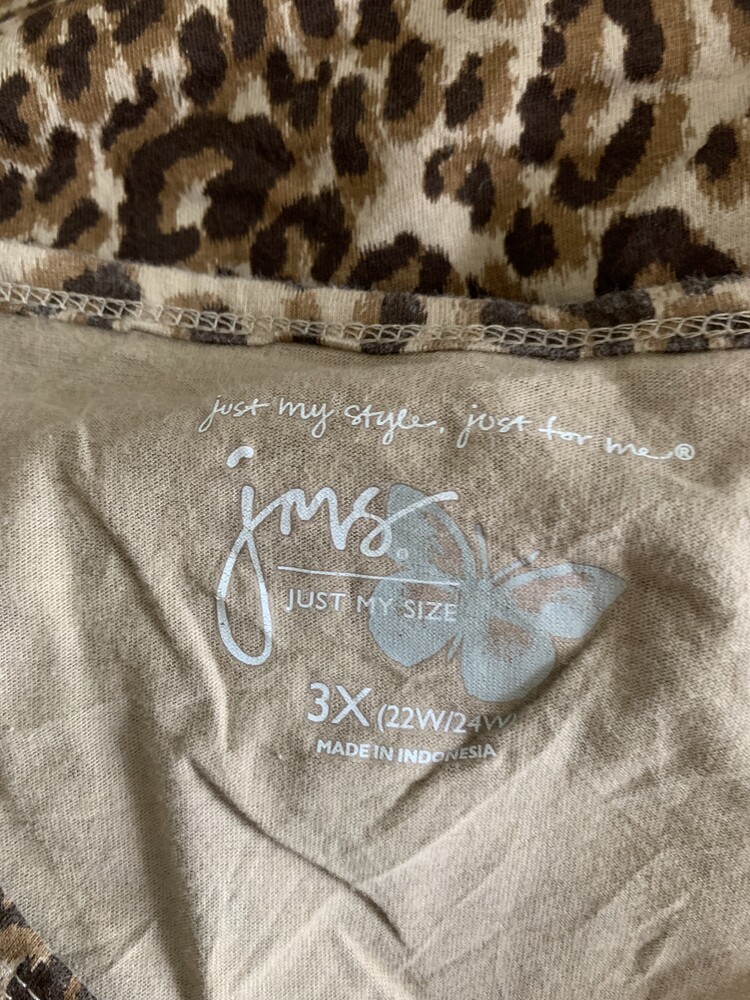 just my style, just for me®
jms®
JUST MY SIZE
3X (22W/24W)
MADE IN INDONESIA